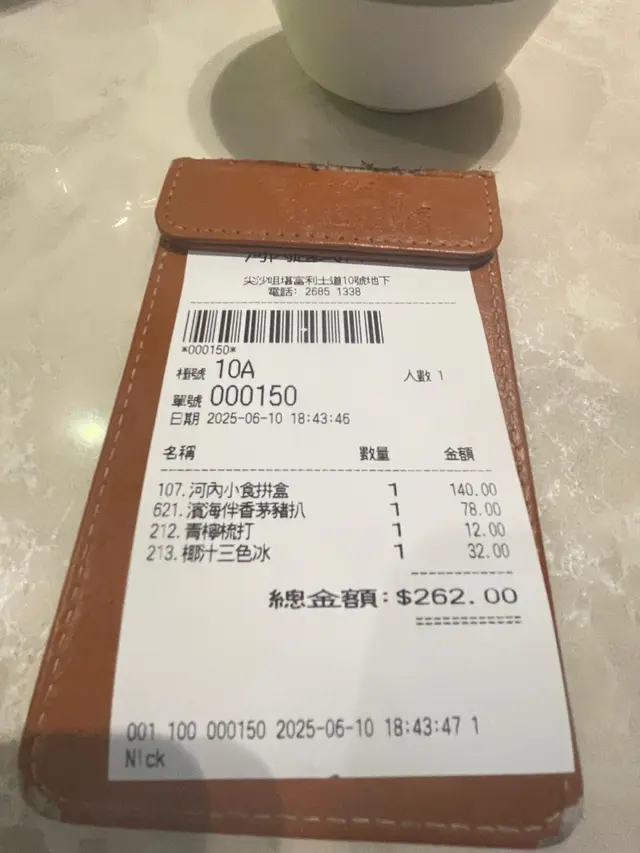 尖沙咀堪富利士道10號地下
電話: 2685 1338
*000150*
檯號 10A 人數 1
單號 000150
日期 2025-06-10 18:43:46
名稱 數量 金額
107.河內小食拼盒 1 140.00
621.濱海伴香茅豬扒 1 78.00
212.青檸梳打 1 12.00
213.椰汁三色冰 1 32.00
總金額: $262.00
001 100 000150 2025-06-10 18:43:47 1
Nick